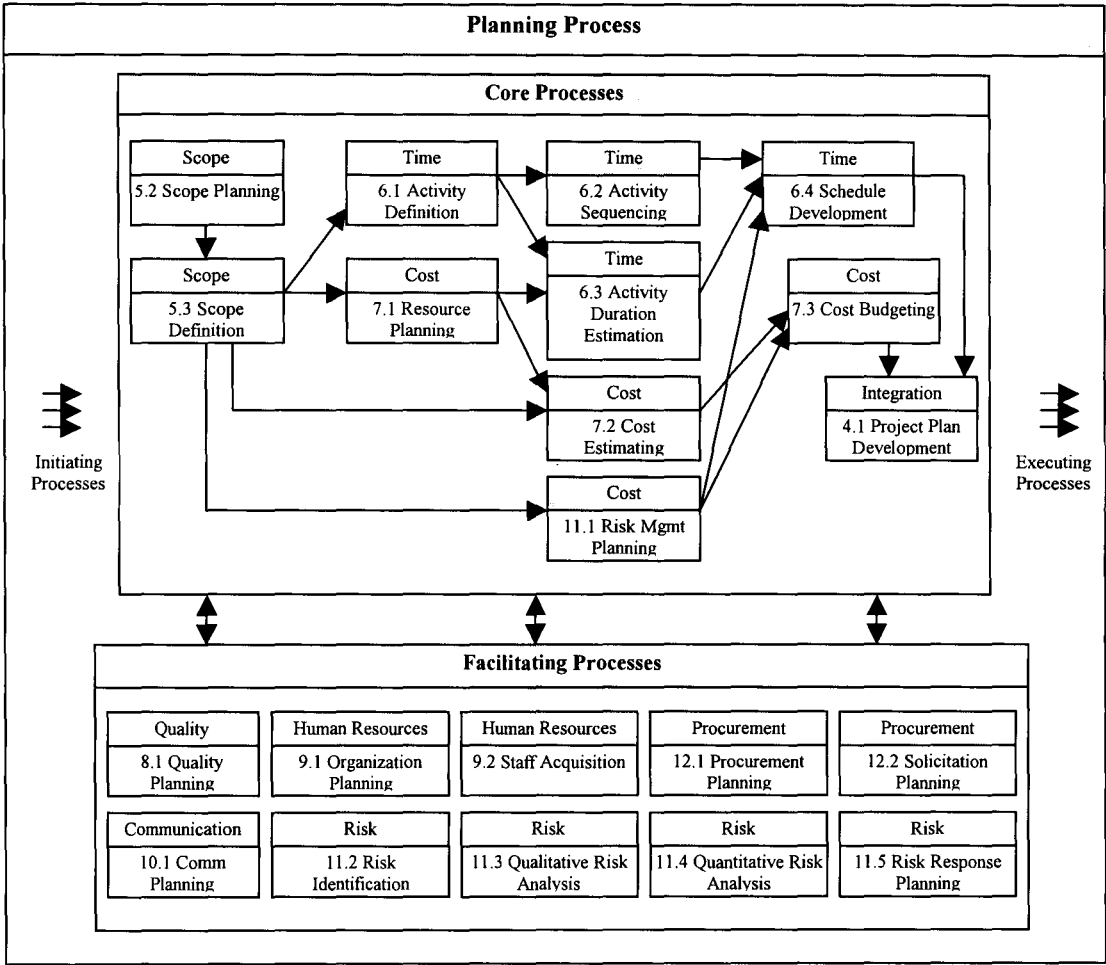 Planning Process
Core Processes
Scope
5.2 Scope Planning
Time
6.1 Activity
Definition
Time
6.2 Activity
Sequencing
Time
6.4 Schedule
Development
Scope
5.3 Scope
Definition
Cost
7.1 Resource
Planning
Time
6.3 Activity
Duration
Estimation
Cost
7.3 Cost Budgeting
Cost
7.2 Cost
Estimating
Integration
4.1 Project Plan
Development
Cost
11.1 Risk Mgmt
Planning
Initiating
Processes
Executing
Processes
Facilitating Processes
Quality
8.1 Quality
Planning
Human Resources
9.1 Organization
Planning
Human Resources
9.2 Staff Acquisition
Procurement
12.1 Procurement
Planning
Procurement
12.2 Solicitation
Planning
Communication
10.1 Comm
Planning
Risk
11.2 Risk
Identification
Risk
11.3 Qualitative Risk
Analysis
Risk
11.4 Quantitative Risk
Analysis
Risk
11.5 Risk Response
Planning